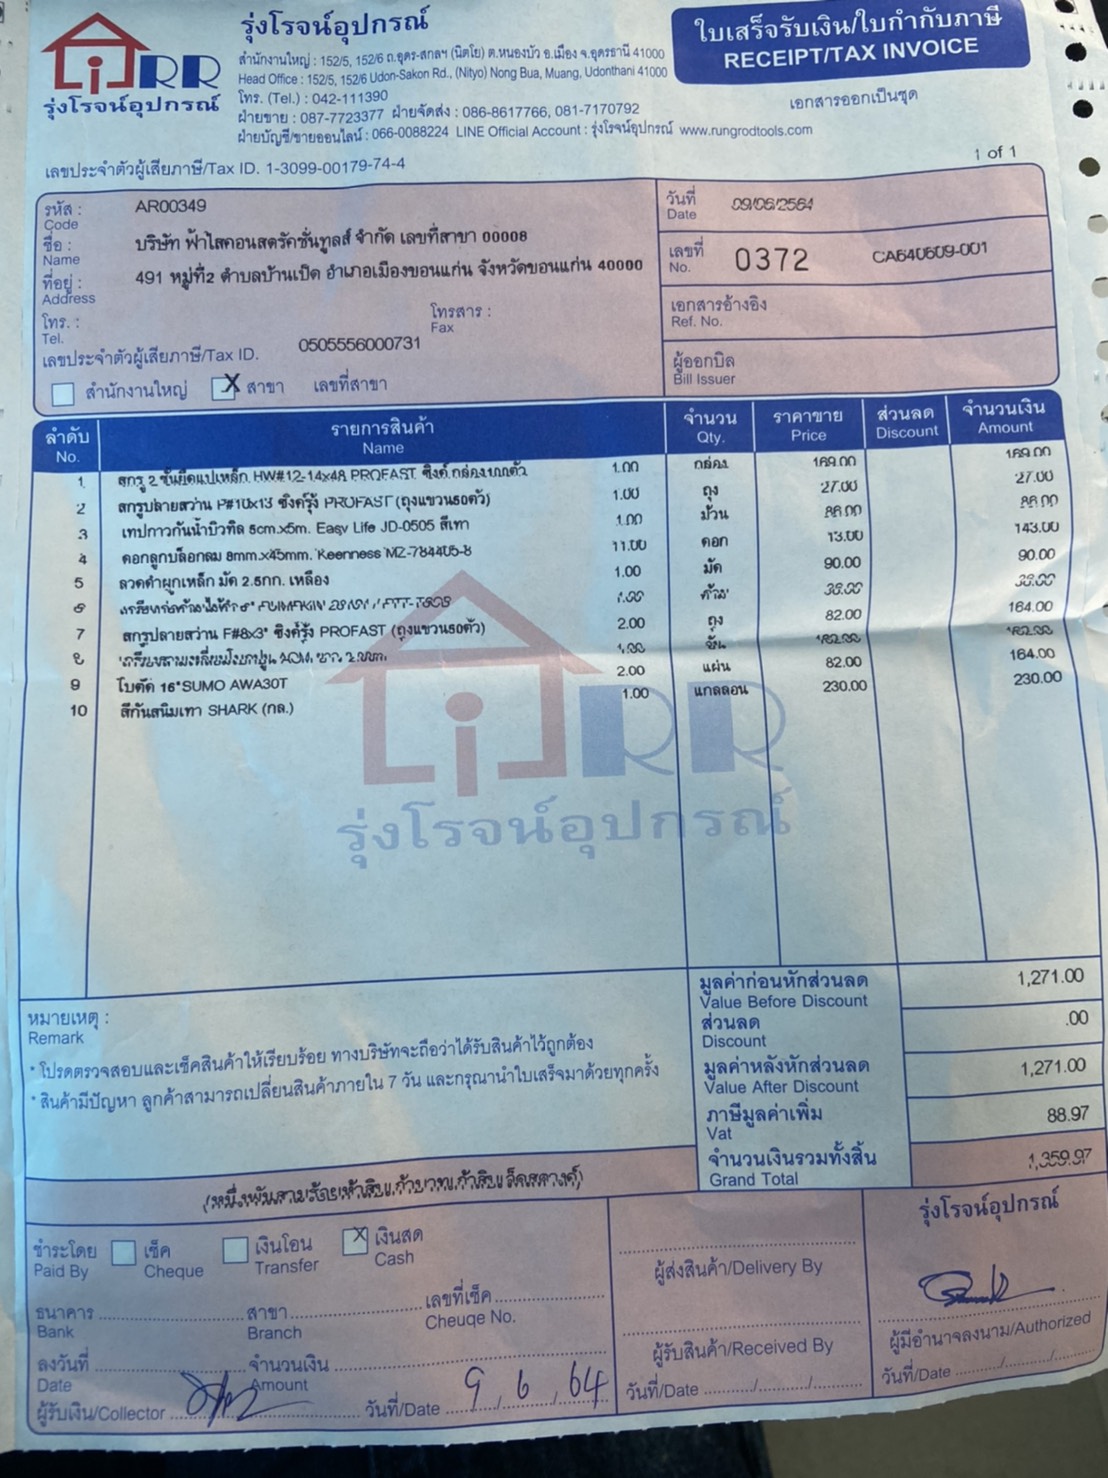 รุ่งโรจน์อุปกรณ์
สำนักงานใหญ่ : 152/5, 152/6 ถ.อุดร-สกลฯ (นิตโย) ต.หนองบัว อ.เมือง จ.อุดรธานี 41000
Head Office : 152/5, 152/6 Udon-Sakon Rd., (Nityo) Nong Bua, Muang, Udonthani 41000
โทร. (Tel.) : 042-111390
ฝ่ายขาย : 087-7723377 ฝ่ายจัดส่ง : 086-8617766, 081-7170792
ฝ่ายบัญชี/ขายออนไลน์ : 066-0088224 LINE Official Account : รุ่งโรจน์อุปกรณ์ www.rungrodtools.com
RR
รุ่งโรจน์อุปกรณ์
ใบเสร็จรับเงิน/ใบกำกับภาษี
RECEIPT/TAX INVOICE
เอกสารออกเป็นชุด
เลขประจำตัวผู้เสียภาษี/Tax ID. 1-3099-00179-74-4
1 of 1
รหัส : AR00349
Code
ชื่อ : บริษัท ฟ้าไสคอนสตรัคชั่นทูลส์ จำกัด เลขที่สาขา 00008
Name
ที่อยู่ : 491 หมู่ที่2 ตำบลบ้านเป็ด อำเภอเมืองขอนแก่น จังหวัดขอนแก่น 40000
Address
โทร. : โทรสาร :
Tel. Fax
เลขประจำตัวผู้เสียภาษี/Tax ID. 0505556000731
สำนักงานใหญ่ X สาขา เลขที่สาขา
วันที่ 09/06/2564
Date
เลขที่ 0372 CA640609-001
No.
เอกสารอ้างอิง
Ref. No.
ผู้ออกบิล
Bill Issuer
ลำดับ รายการสินค้า จำนวน ราคาขาย ส่วนลด จำนวนเงิน
No. Name Qty. Price Discount Amount
1 สกรู 2 ชั้นยึดแปเหล็ก HW#12-14x48 PROFAST ซิงค์ กล่อง100ตัว 1.00 กล่อง 169.00 169.00
2 สกรูปลายสว่าน P#10x13 ซิงค์รุ้ง PROFAST (ถุงแขวน50ตัว) 1.00 ถุง 27.00 27.00
3 เทปกาวกันน้ำบิวทิล 5cm.x5m. Easy Life JD-0505 สีเทา 1.00 ม้วน 88.00 88.00
4 ดอกลูกบล็อกลม 8mm.x45mm. Keenness MZ-784405-8 11.00 ดอก 13.00 143.00
5 ลวดดำผูกเหล็ก มัด 2.5กก. เหลือง 1.00 มัด 90.00 90.00
6 PUMPKIN 1.00 ด้าม
7 สกรูปลายสว่าน F#8x3" ซิงค์รุ้ง PROFAST (ถุงแขวน50ตัว) 2.00 ถุง 82.00 164.00
8 1.00 อัน
9 ใบตัด 16"SUMO AWA30T 2.00 แผ่น 82.00 164.00
10 สีกันสนิมเทา SHARK (กล.) 1.00 แกลลอน 230.00 230.00
RR
รุ่งโรจน์อุปกรณ์
หมายเหตุ :
Remark
* โปรดตรวจสอบและเช็คสินค้าให้เรียบร้อย ทางบริษัทจะถือว่าได้รับสินค้าไว้ถูกต้อง
* สินค้ามีปัญหา ลูกค้าสามารถเปลี่ยนสินค้าภายใน 7 วัน และกรุณานำใบเสร็จมาด้วยทุกครั้ง
มูลค่าก่อนหักส่วนลด 1,271.00
Value Before Discount
ส่วนลด .00
Discount
มูลค่าหลังหักส่วนลด 1,271.00
Value After Discount
ภาษีมูลค่าเพิ่ม 88.97
Vat
จำนวนเงินรวมทั้งสิ้น 1,359.97
Grand Total
(หนึ่งพันสามร้อยห้าสิบเก้าบาทเก้าสิบเจ็ดสตางค์)
ชำระโดย เช็ค เงินโอน X เงินสด
Paid By Cheque Transfer Cash
ธนาคาร สาขา เลขที่เช็ค
Bank Branch Cheuqe No.
ลงวันที่ จำนวนเงิน
Date Amount
ผู้รับเงิน/Collector วันที่/Date 9 / 6 / 64
ผู้ส่งสินค้า/Delivery By
ผู้รับสินค้า/Received By
วันที่/Date
รุ่งโรจน์อุปกรณ์
ผู้มีอำนาจลงนาม/Authorized
วันที่/Date